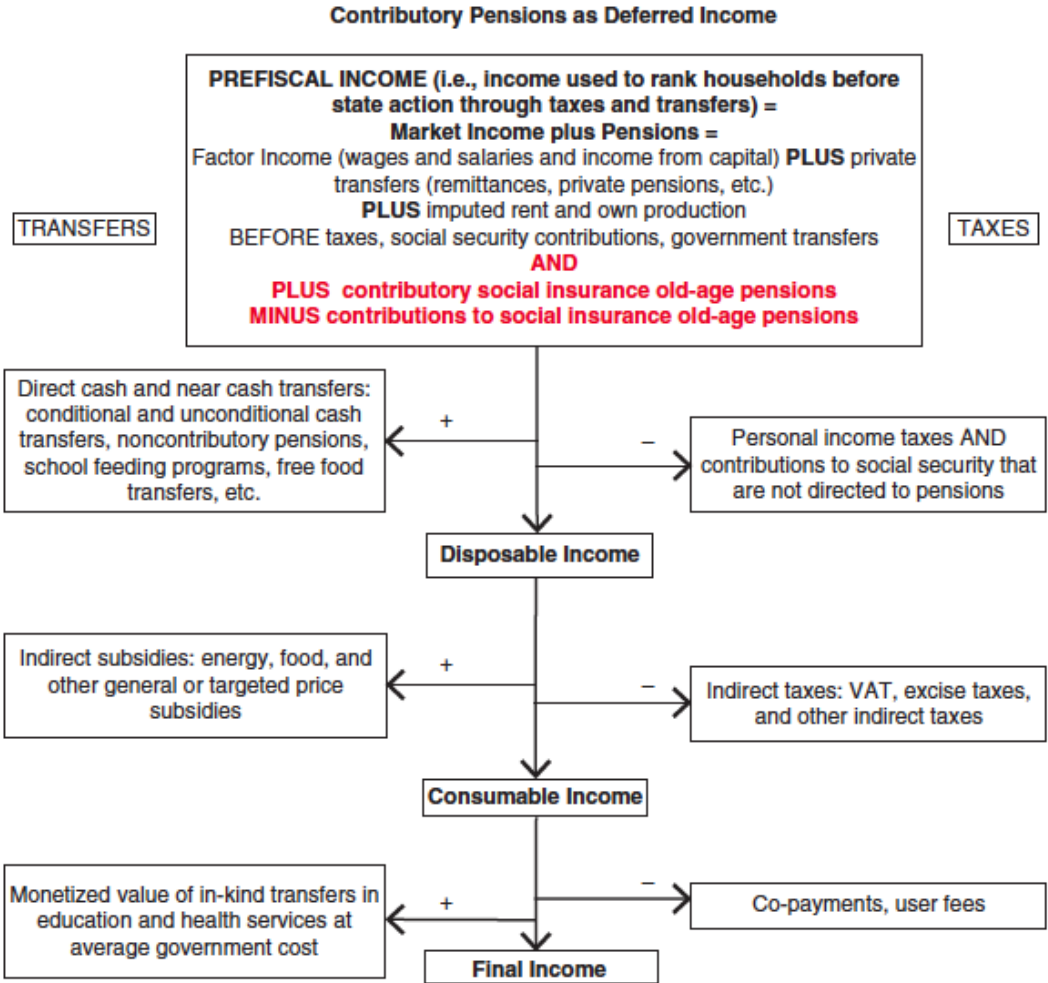 Contributory Pensions as Deferred Income
PREFISCAL INCOME (i.e., income used to rank households before
state action through taxes and transfers) =
Market Income plus Pensions =
Factor Income (wages and salaries and income from capital) PLUS private
transfers (remittances, private pensions, etc.)
PLUS imputed rent and own production
BEFORE taxes, social security contributions, government transfers
AND
PLUS contributory social insurance old-age pensions
MINUS contributions to social insurance old-age pensions
TRANSFERS
TAXES
Direct cash and near cash transfers:
conditional and unconditional cash
transfers, noncontributory pensions,
school feeding programs, free food
transfers, etc.
+
–
Personal income taxes AND
contributions to social security that
are not directed to pensions
Disposable Income
Indirect subsidies: energy, food, and
other general or targeted price
subsidies
+
–
Indirect taxes: VAT, excise taxes,
and other indirect taxes
Consumable Income
Monetized value of in-kind transfers in
education and health services at
average government cost
+
–
Co-payments, user fees
Final Income